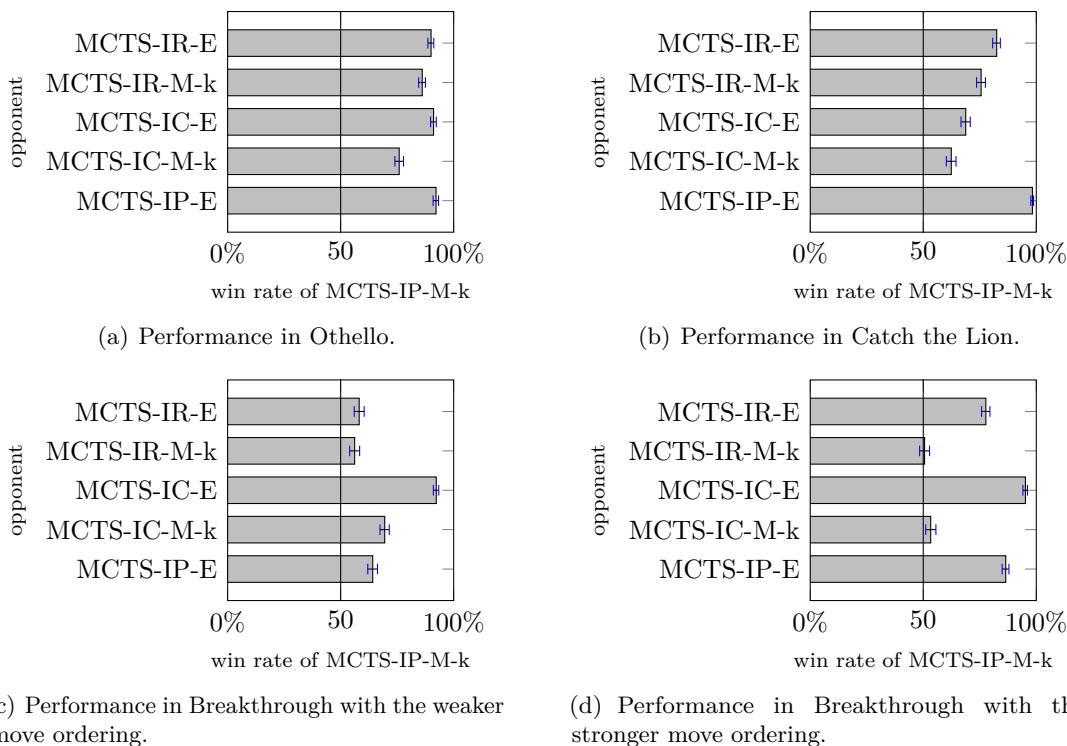 opponent
MCTS-IR-E
MCTS-IR-M-k
MCTS-IC-E
MCTS-IC-M-k
MCTS-IP-E
0% 50 100%
win rate of MCTS-IP-M-k
(a) Performance in Othello.
opponent
MCTS-IR-E
MCTS-IR-M-k
MCTS-IC-E
MCTS-IC-M-k
MCTS-IP-E
0% 50 100%
win rate of MCTS-IP-M-k
(b) Performance in Catch the Lion.
opponent
MCTS-IR-E
MCTS-IR-M-k
MCTS-IC-E
MCTS-IC-M-k
MCTS-IP-E
0% 50 100%
win rate of MCTS-IP-M-k
c) Performance in Breakthrough with the weaker
move ordering.
opponent
MCTS-IR-E
MCTS-IR-M-k
MCTS-IC-E
MCTS-IC-M-k
MCTS-IP-E
0% 50 100%
win rate of MCTS-IP-M-k
(d) Performance in Breakthrough with th
stronger move ordering.